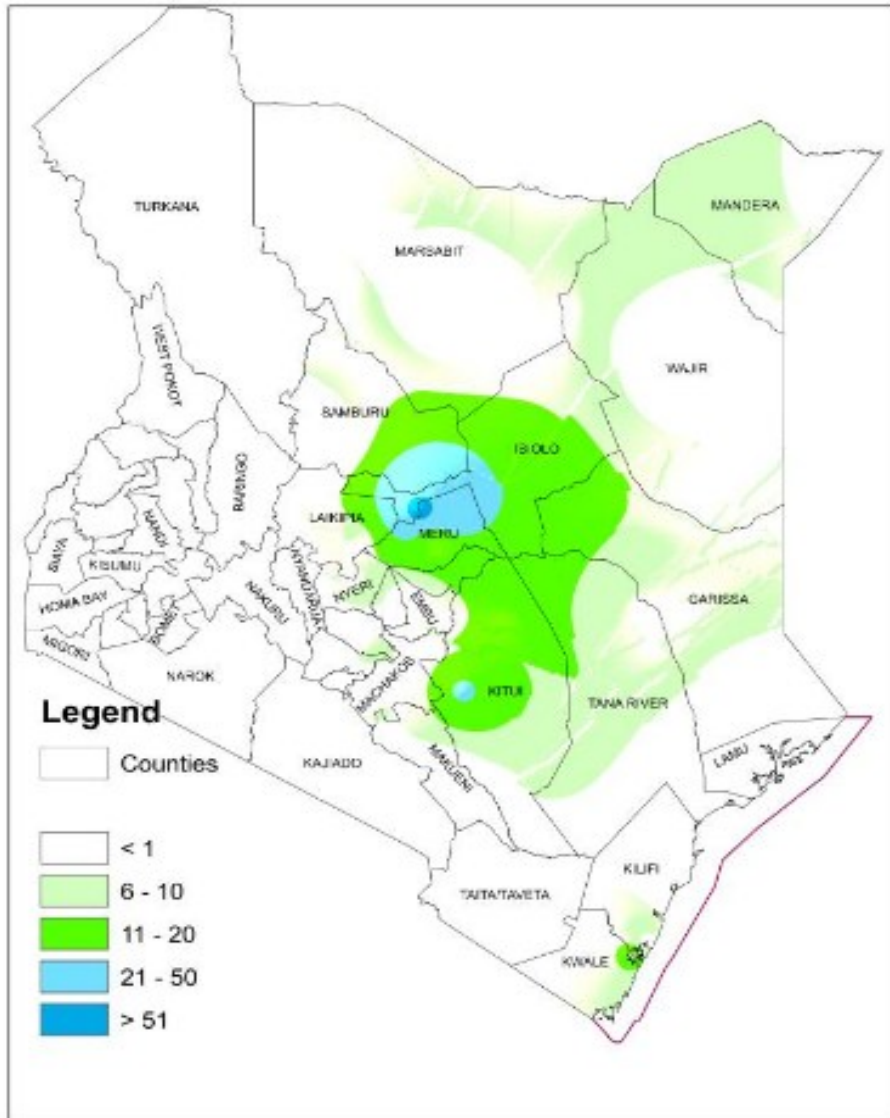 TURKANA
MANDERA
MARSABIT
WEST POKOT
WAJIR
SAMBURU
ISIOLO
BARINGO
LAIKIPIA
MERU
NANDI
SIAYA
KISUMU
NYANDARUA
NYERI
EMBU
GARISSA
HOMA BAY
NAKURU
BOMET
MIGORI
NAROK
MACHAKOS
KITUI
TANA RIVER
Legend
Counties
KAJIADO
MAKUENI
LAMU
< 1
6 - 10
11 - 20
21 - 50
> 51
KILIFI
TAITA/TAVETA
KWALE